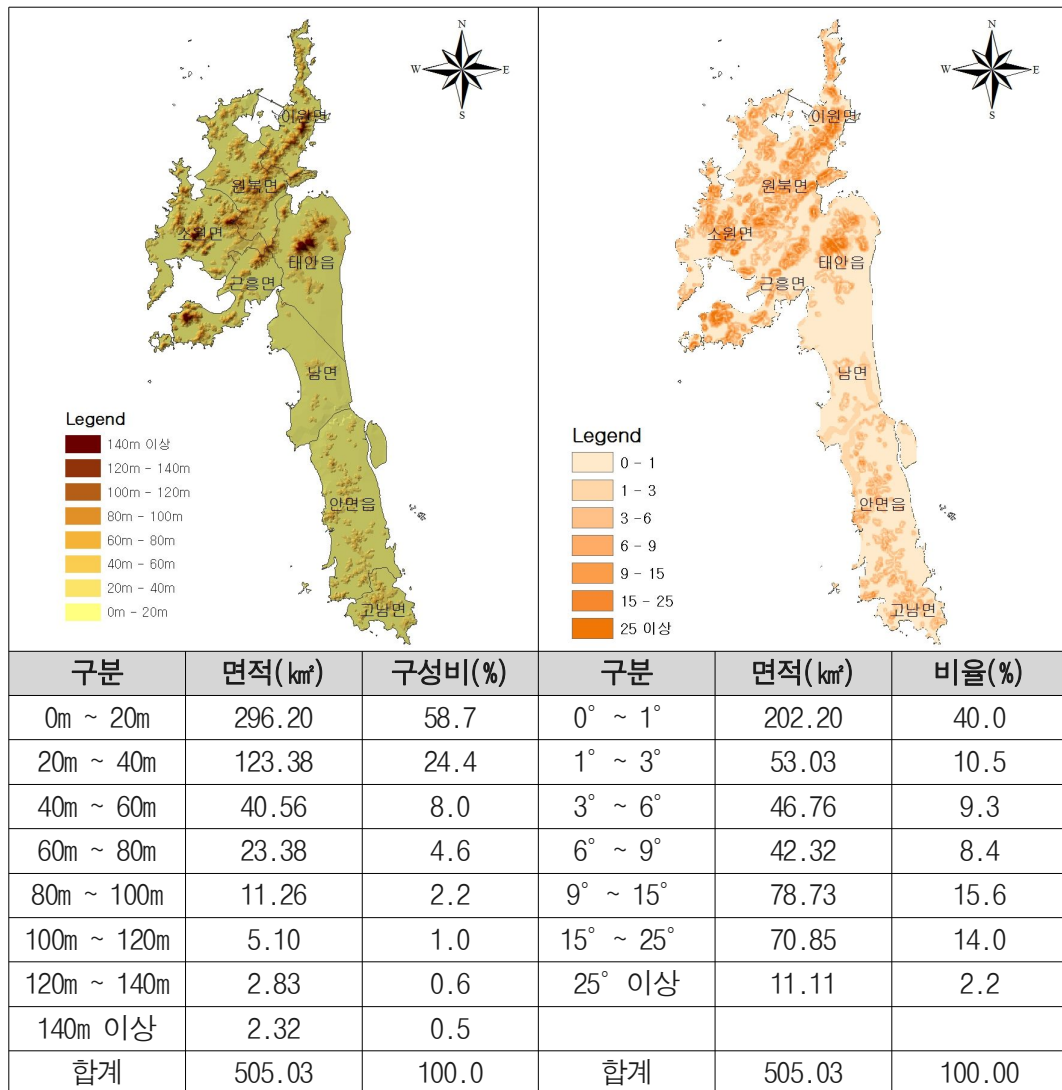 N
W E
S
이원면
원북면
소원면
태안읍
근흥면
남면
안면읍
고남면
Legend
140m 이상
120m - 140m
100m - 120m
80m - 100m
60m - 80m
40m - 60m
20m - 40m
0m - 20m
N
W E
S
이원면
원북면
소원면
태안읍
근흥면
남면
안면읍
고남면
Legend
0 - 1
1 - 3
3 - 6
6 - 9
9 - 15
15 - 25
25 이상
구분 면적(㎢) 구성비(%) 구분 면적(㎢) 비율(%)
0m ~ 20m 296.20 58.7 0° ~ 1° 202.20 40.0
20m ~ 40m 123.38 24.4 1° ~ 3° 53.03 10.5
40m ~ 60m 40.56 8.0 3° ~ 6° 46.76 9.3
60m ~ 80m 23.38 4.6 6° ~ 9° 42.32 8.4
80m ~ 100m 11.26 2.2 9° ~ 15° 78.73 15.6
100m ~ 120m 5.10 1.0 15° ~ 25° 70.85 14.0
120m ~ 140m 2.83 0.6 25° 이상 11.11 2.2
140m 이상 2.32 0.5
합계 505.03 100.0 합계 505.03 100.00